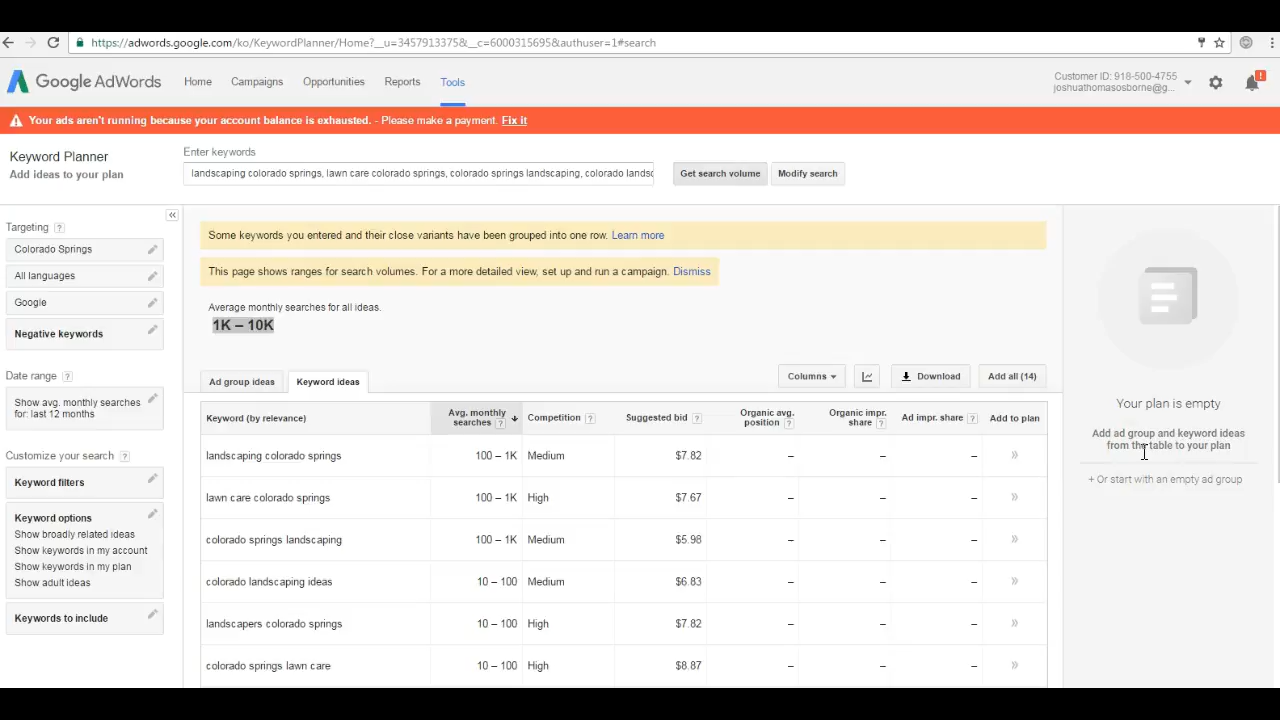 https://adwords.google.com/ko/KeywordPlanner/Home?__u=3457913375&__c=6000315695&authuser=1#search
Google AdWords
Home
Campaigns
Opportunities
Reports
Tools
Customer ID: 918-500-4755
joshuathomasosborne@g...
Your ads aren't running because your account balance is exhausted. - Please make a payment. Fix it
Keyword Planner
Add ideas to your plan
Enter keywords
landscaping colorado springs, lawn care colorado springs, colorado springs landscaping, colorado landsc
Get search volume
Modify search
Targeting ?
Colorado Springs
All languages
Google
Negative keywords
Date range ?
Show avg. monthly searches
for: last 12 months
Customize your search ?
Keyword filters
Keyword options
Show broadly related ideas
Show keywords in my account
Show keywords in my plan
Show adult ideas
Keywords to include
Some keywords you entered and their close variants have been grouped into one row. Learn more
This page shows ranges for search volumes. For a more detailed view, set up and run a campaign. Dismiss
Average monthly searches for all ideas.
1K – 10K
Ad group ideas
Keyword ideas
Columns
Download
Add all (14)
Keyword (by relevance)
Avg. monthly
searches ?
Competition ?
Suggested bid ?
Organic avg.
position ?
Organic impr.
share ?
Ad impr. share ?
Add to plan
landscaping colorado springs 100 – 1K Medium $7.82 – – – »
lawn care colorado springs 100 – 1K High $7.67 – – – »
colorado springs landscaping 100 – 1K Medium $5.98 – – – »
colorado landscaping ideas 10 – 100 Medium $6.83 – – – »
landscapers colorado springs 10 – 100 High $7.82 – – – »
colorado springs lawn care 10 – 100 High $8.87 – – – »
Your plan is empty
Add ad group and keyword ideas
from the table to your plan
+ Or start with an empty ad group